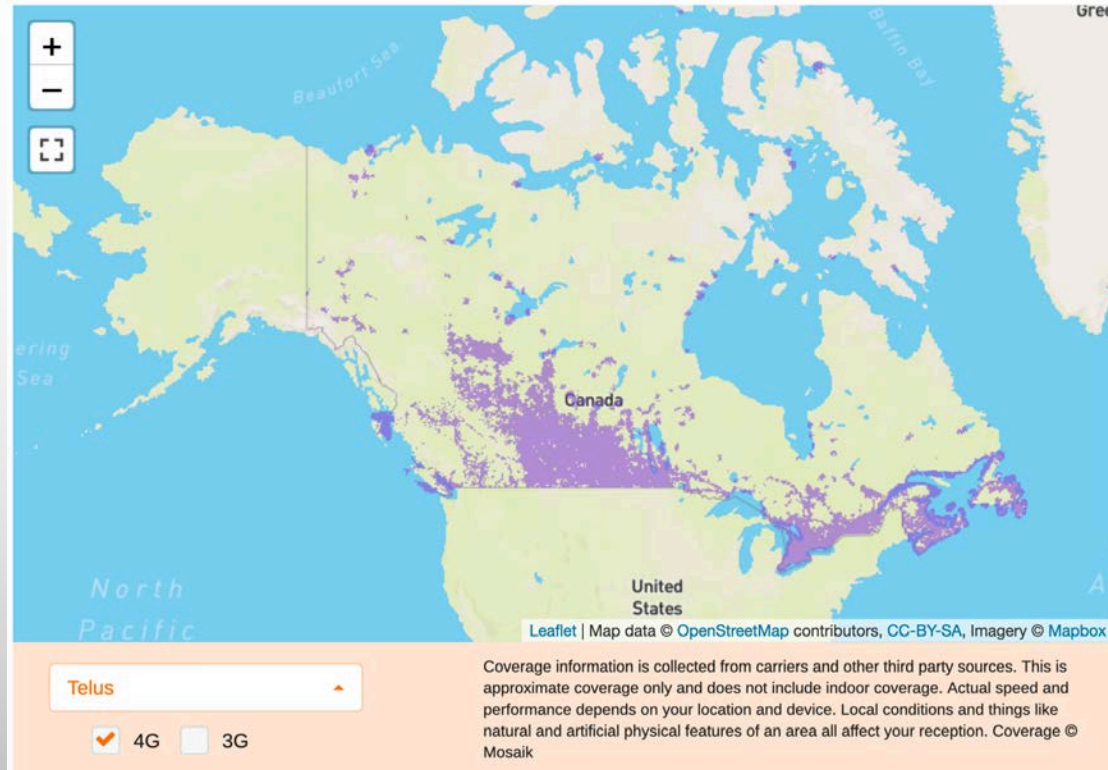 Gree
+
Beaufort Sea
Baffin Bay
−
ering
Sea
Canada
North
Pacific
United
States
A
Leaflet | Map data © OpenStreetMap contributors, CC-BY-SA, Imagery © Mapbox
Telus
4G 3G
Coverage information is collected from carriers and other third party sources. This is
approximate coverage only and does not include indoor coverage. Actual speed and
performance depends on your location and device. Local conditions and things like
natural and artificial physical features of an area all affect your reception. Coverage ©
Mosaik